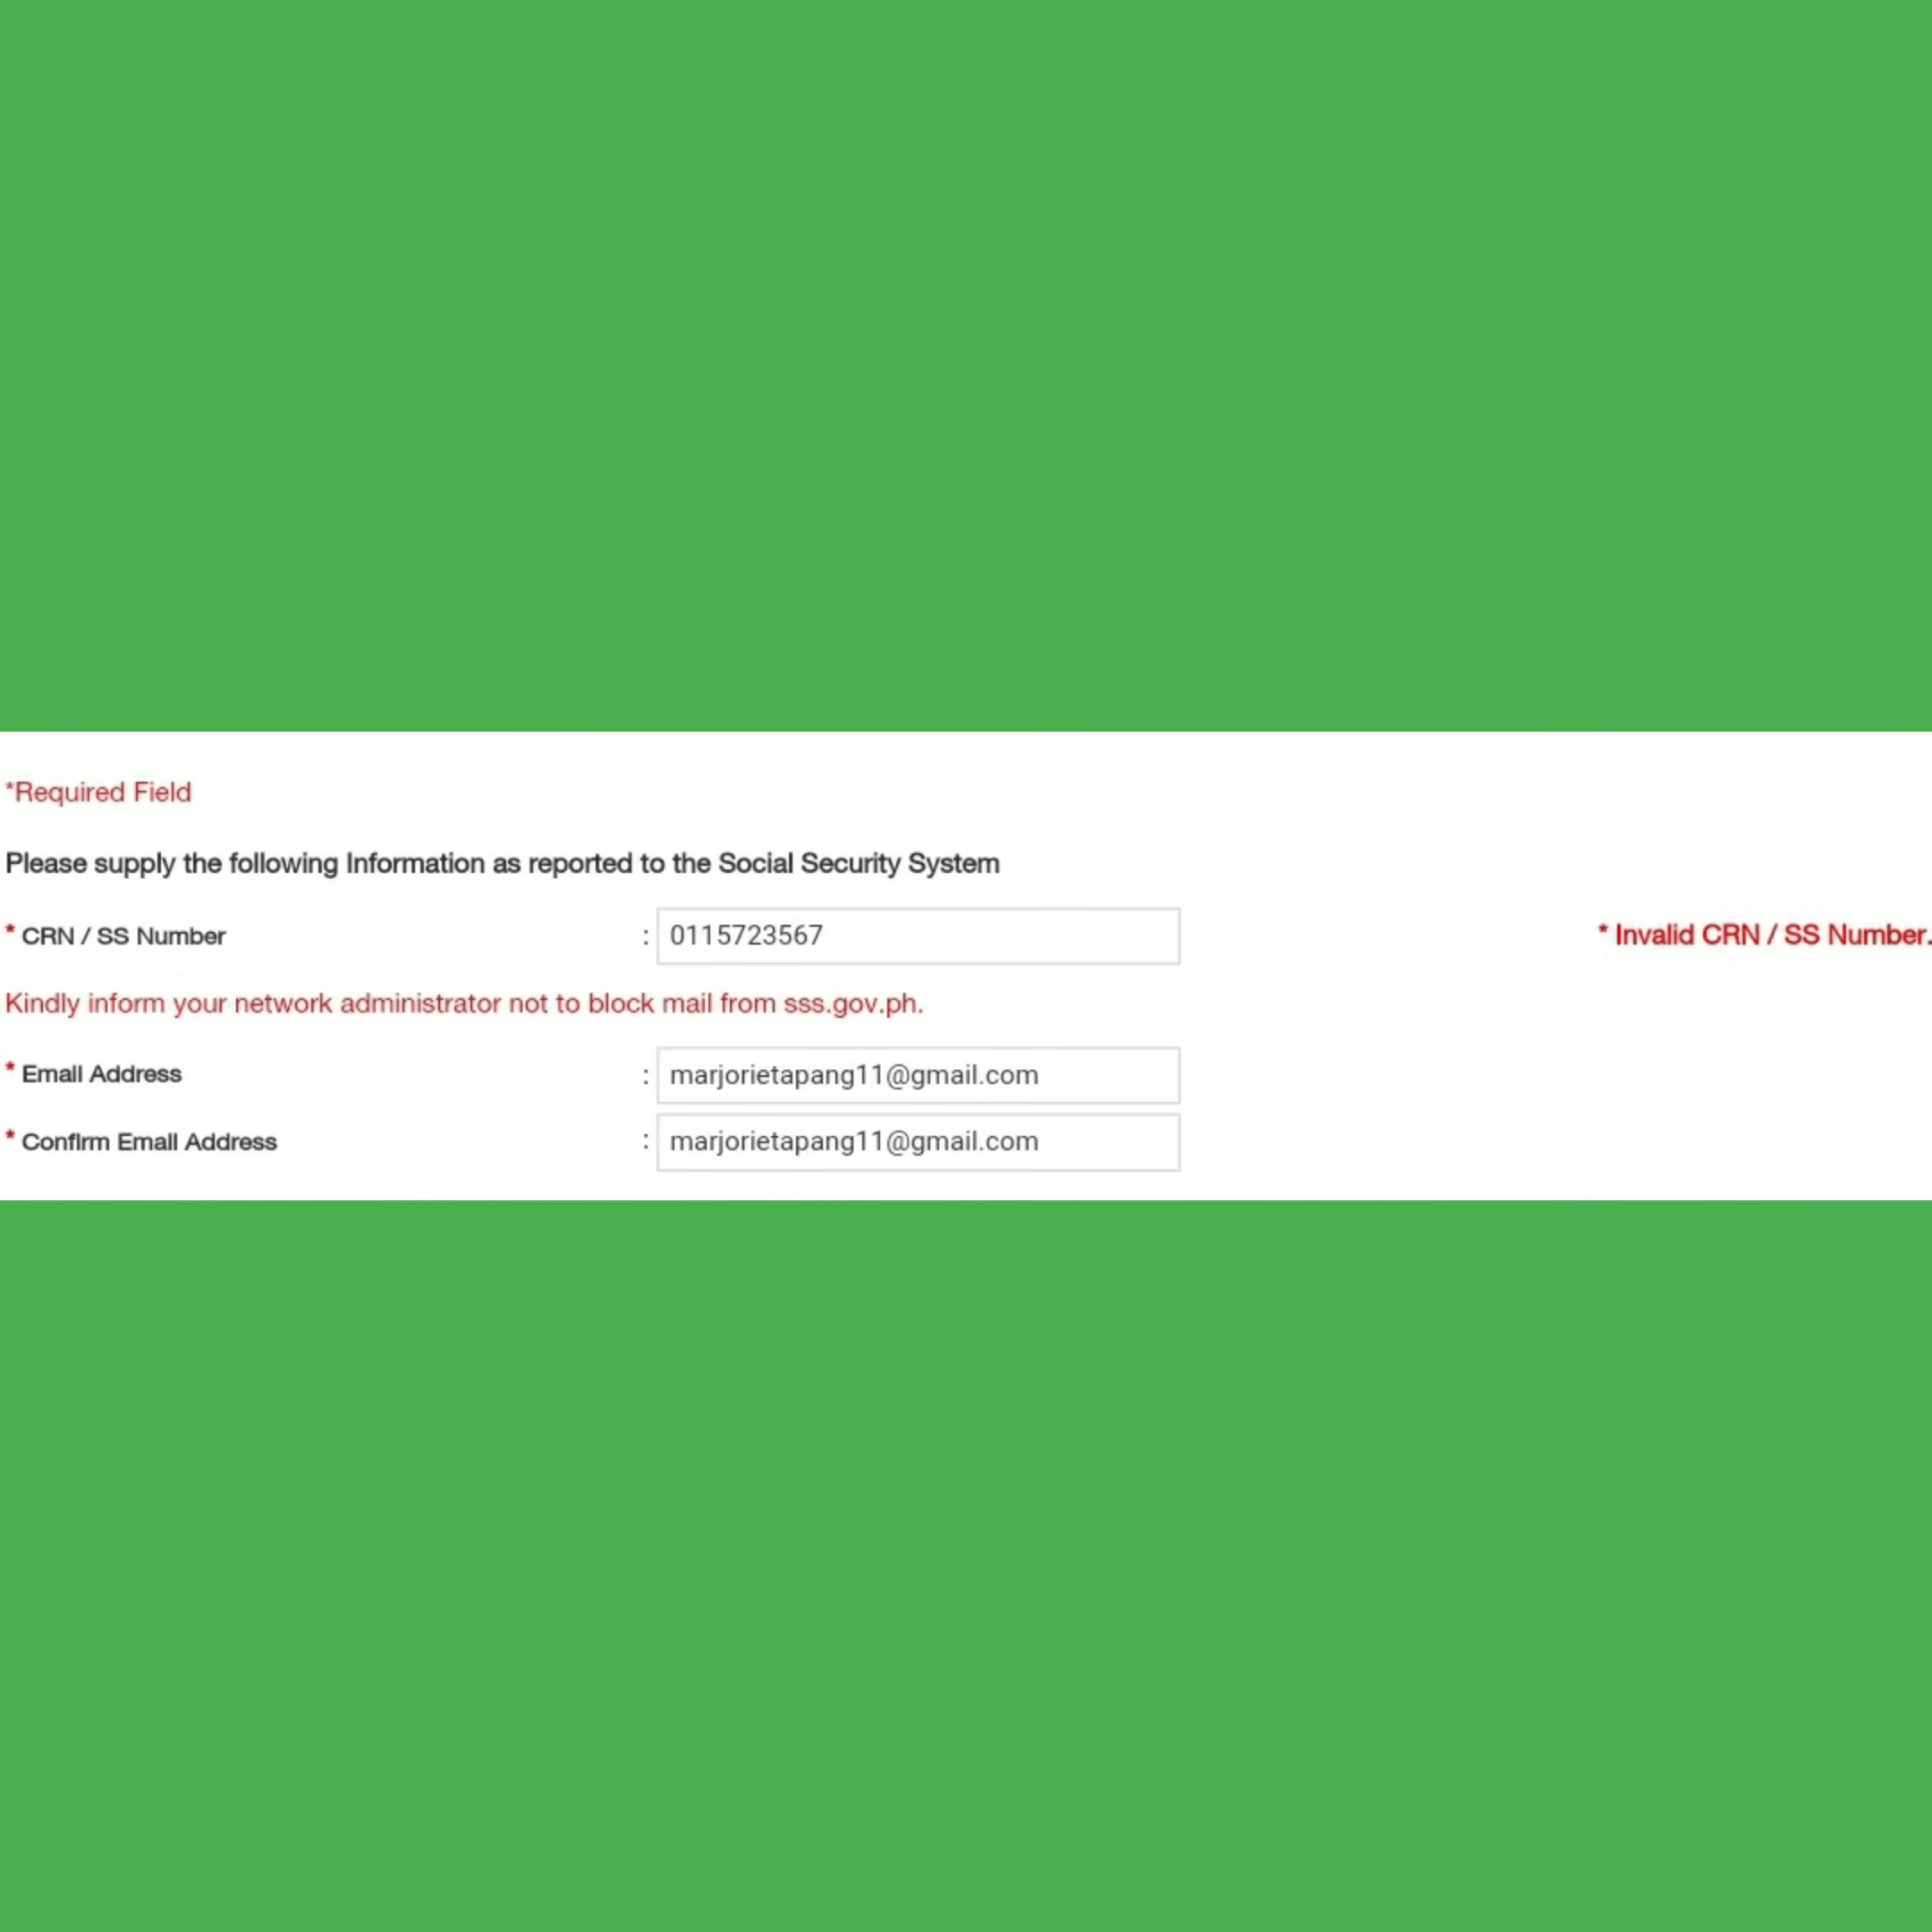 *Required Field
Please supply the following Information as reported to the Social Security System
* CRN / SS Number : 0115723567 * Invalid CRN / SS Number.
Kindly inform your network administrator not to block mail from sss.gov.ph.
* Email Address : marjorietapang11@gmail.com
* Confirm Email Address : marjorietapang11@gmail.com